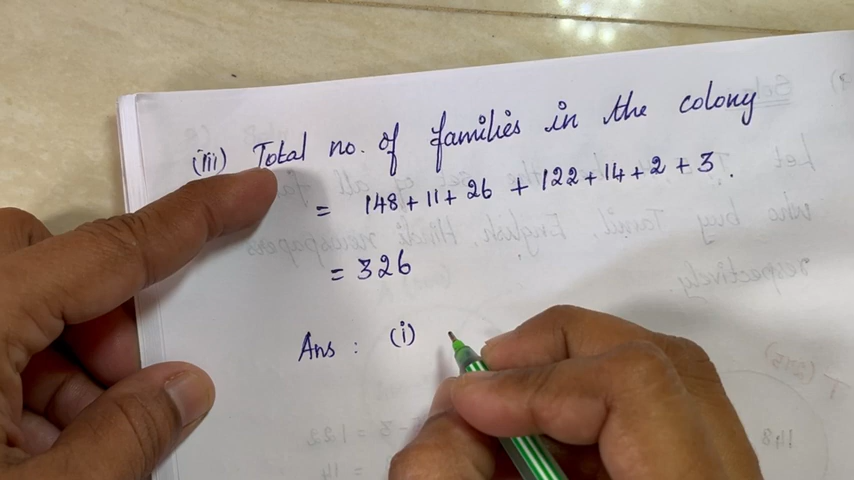 (iii) Total no. of families in the colony
= 148 + 11 + 26 + 122 + 14 + 2 + 3.
= 326
Ans : (i)